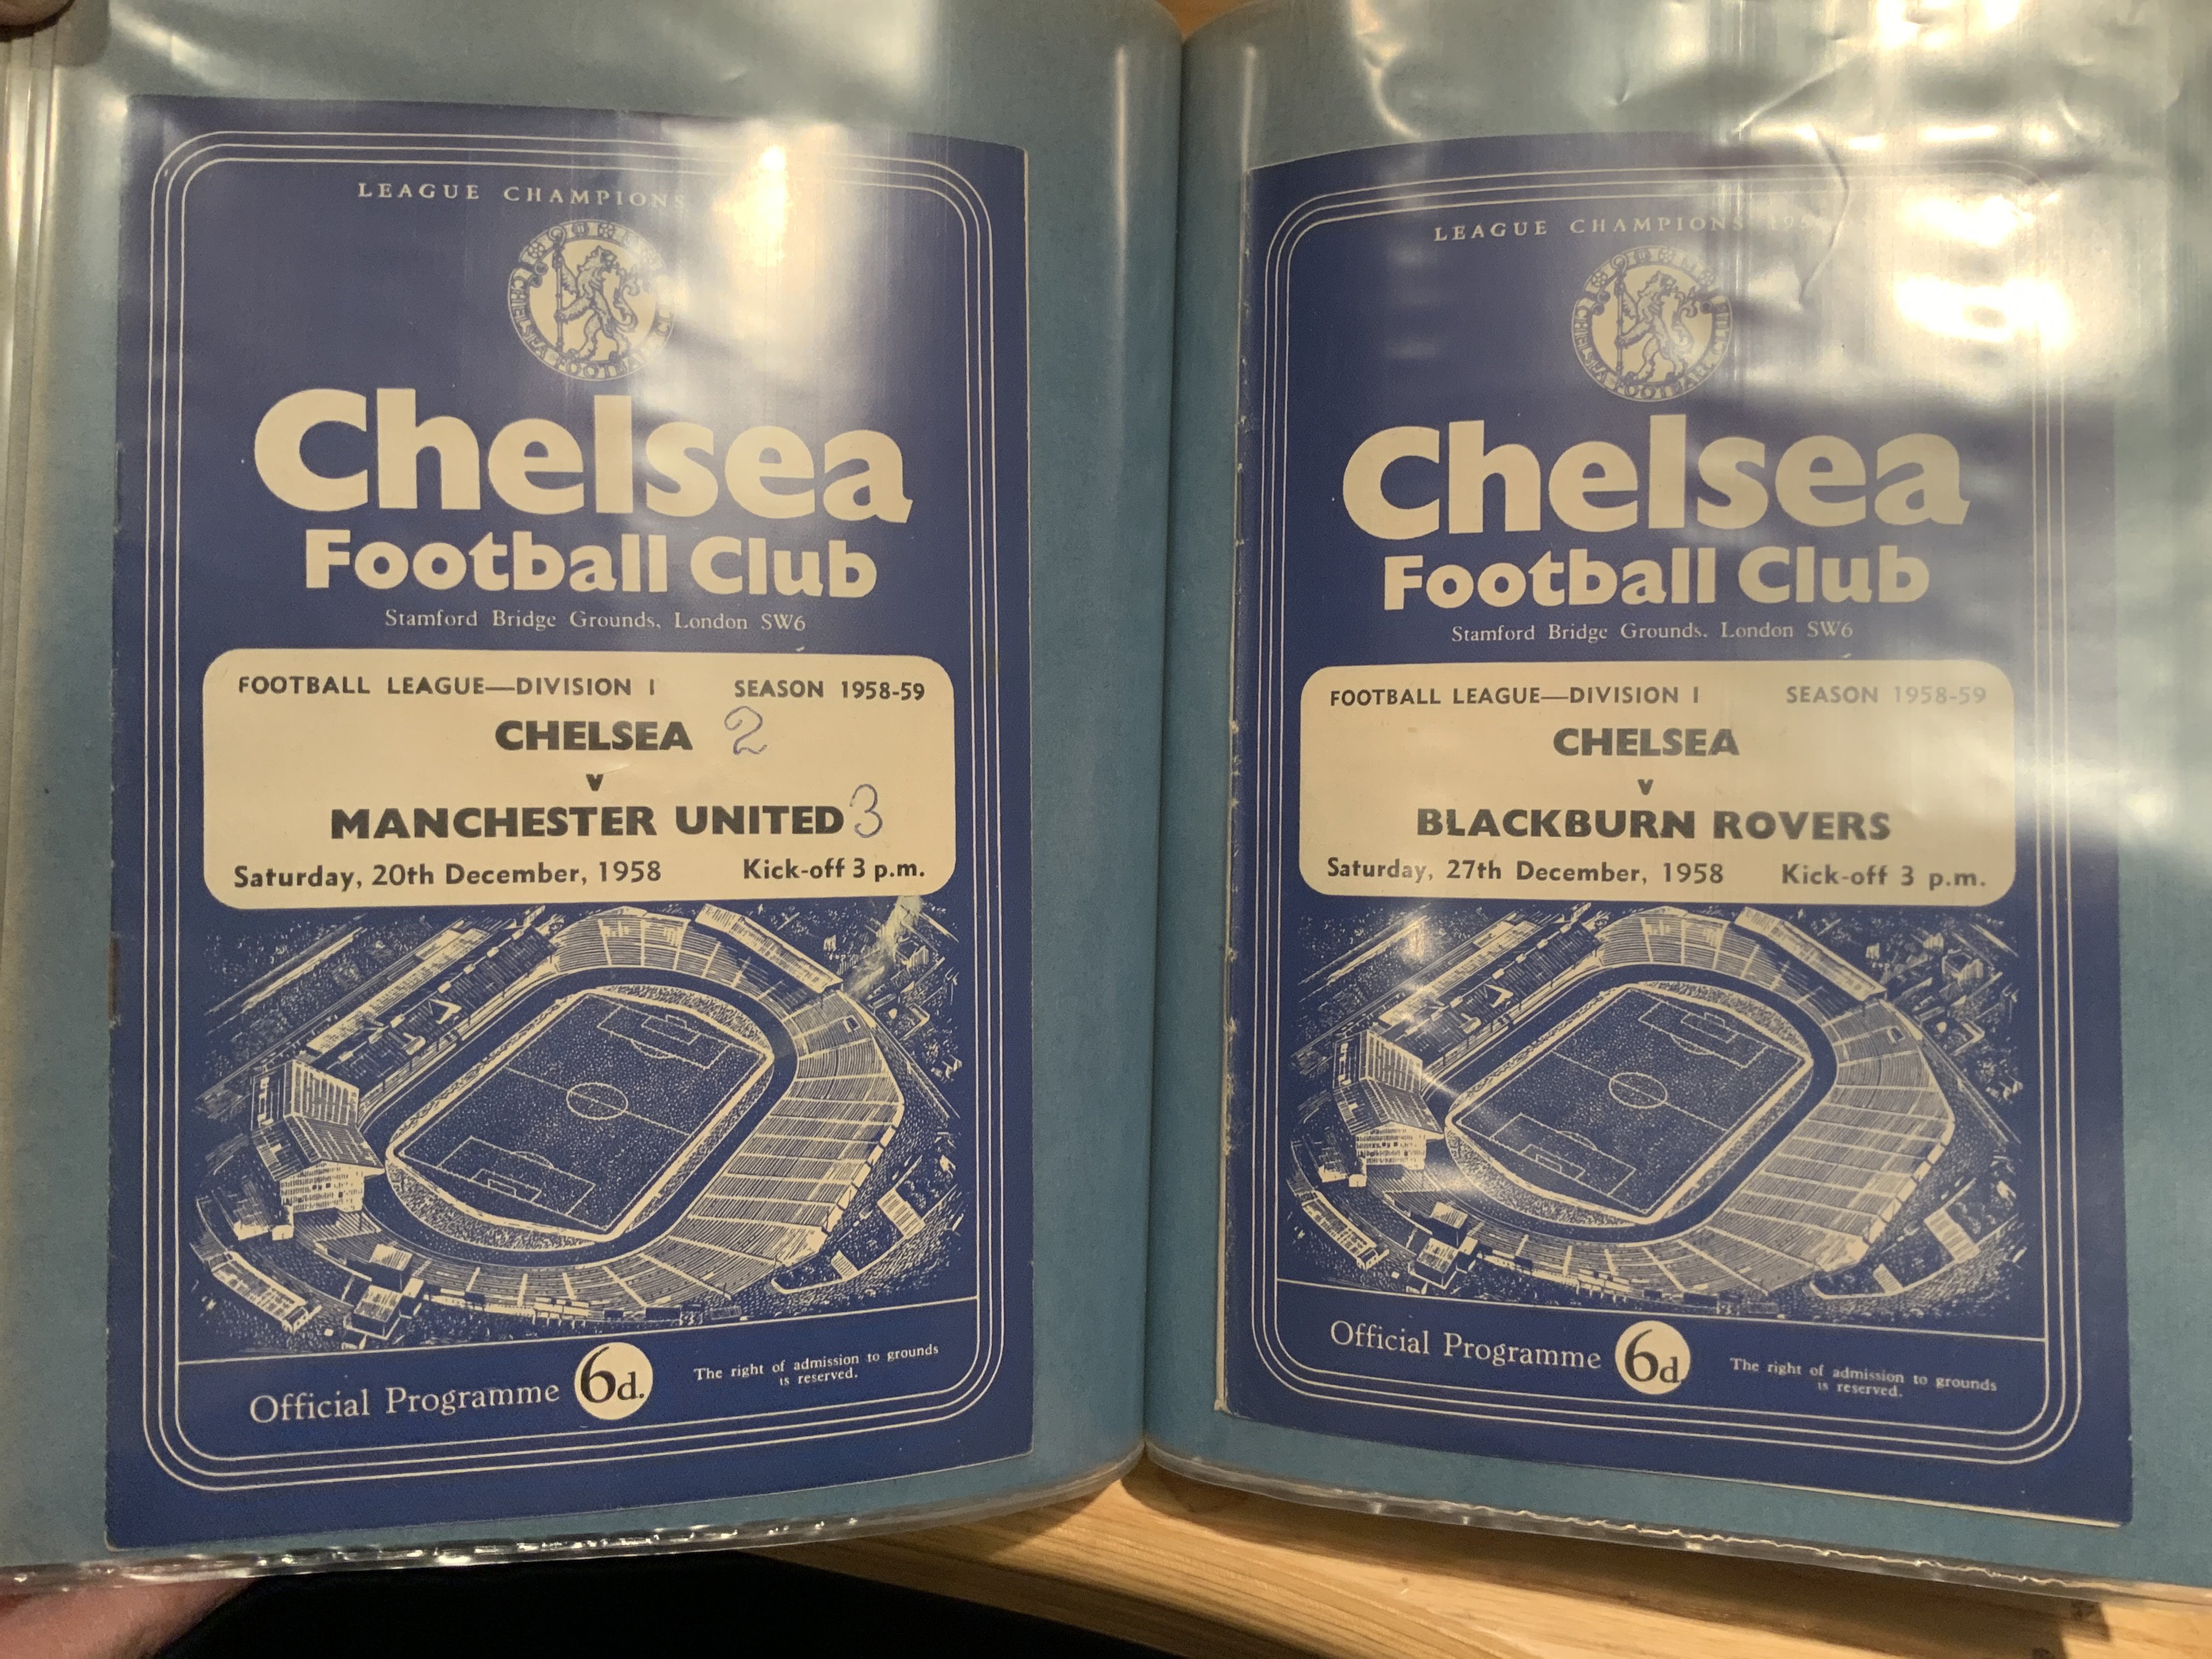 LEAGUE CHAMPIONS
CHELSEA FOOTBALL
Chelsea
Football Club
Stamford Bridge Grounds, London SW6
FOOTBALL LEAGUE—DIVISION I SEASON 1958-59
CHELSEA 2
v
MANCHESTER UNITED 3
Saturday, 20th December, 1958 Kick-off 3 p.m.
Official Programme 6d. The right of admission to grounds
is reserved.
LEAGUE CHAMPIONS
CHELSEA FOOTBALL
Chelsea
Football Club
Stamford Bridge Grounds, London SW6
FOOTBALL LEAGUE—DIVISION I SEASON 1958-59
CHELSEA
v
BLACKBURN ROVERS
Saturday, 27th December, 1958 Kick-off 3 p.m.
Official Programme 6d The right of admission to grounds
is reserved.